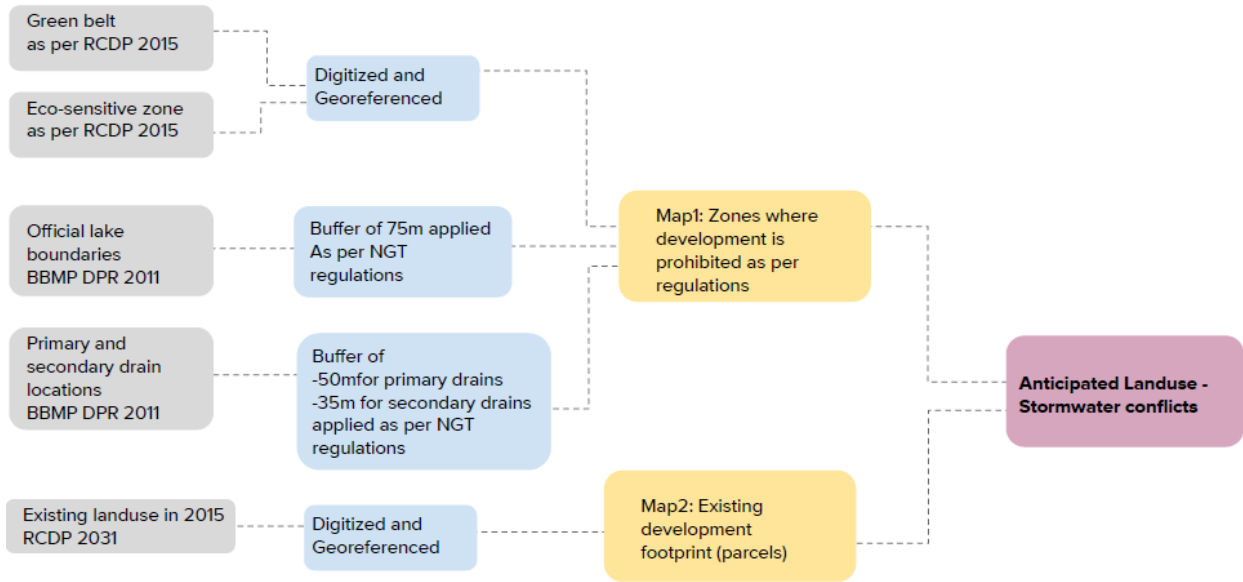 Green belt
as per RCDP 2015
Eco-sensitive zone
as per RCDP 2015
Digitized and
Georeferenced
Official lake
boundaries
BBMP DPR 2011
Buffer of 75m applied
As per NGT
regulations
Map1: Zones where
development is
prohibited as per
regulations
Primary and
secondary drain
locations
BBMP DPR 2011
Buffer of
-50mfor primary drains
-35m for secondary drains
applied as per NGT
regulations
Anticipated Landuse -
Stormwater conflicts
Existing landuse in 2015
RCDP 2031
Digitized and
Georeferenced
Map2: Existing
development
footprint (parcels)